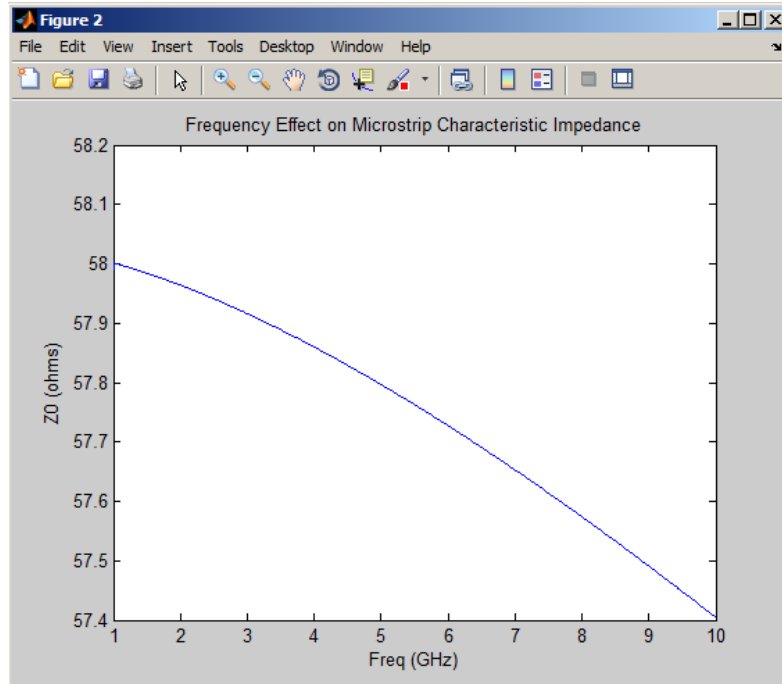 Figure 2
File Edit View Insert Tools Desktop Window Help
Frequency Effect on Microstrip Characteristic Impedance
58.2
58.1
58
57.9
57.8
57.7
57.6
57.5
57.4
Z0 (ohms)
1 2 3 4 5 6 7 8 9 10
Freq (GHz)